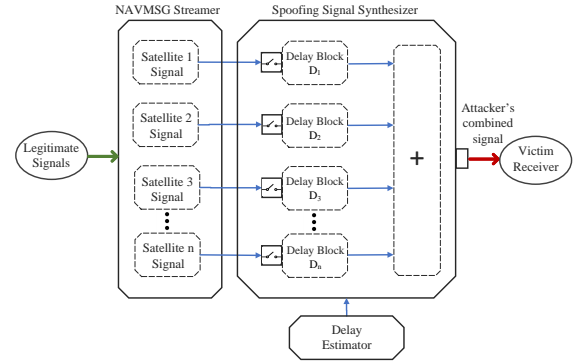 NAVMSG Streamer
Spoofing Signal Synthesizer
Satellite 1
Signal
Delay Block
D1
Satellite 2
Signal
Delay Block
D2
Satellite 3
Signal
Delay Block
D3
Satellite n
Signal
Delay Block
Dn
Legitimate
Signals
+
Attacker's
combined
signal
Victim
Receiver
Delay
Estimator